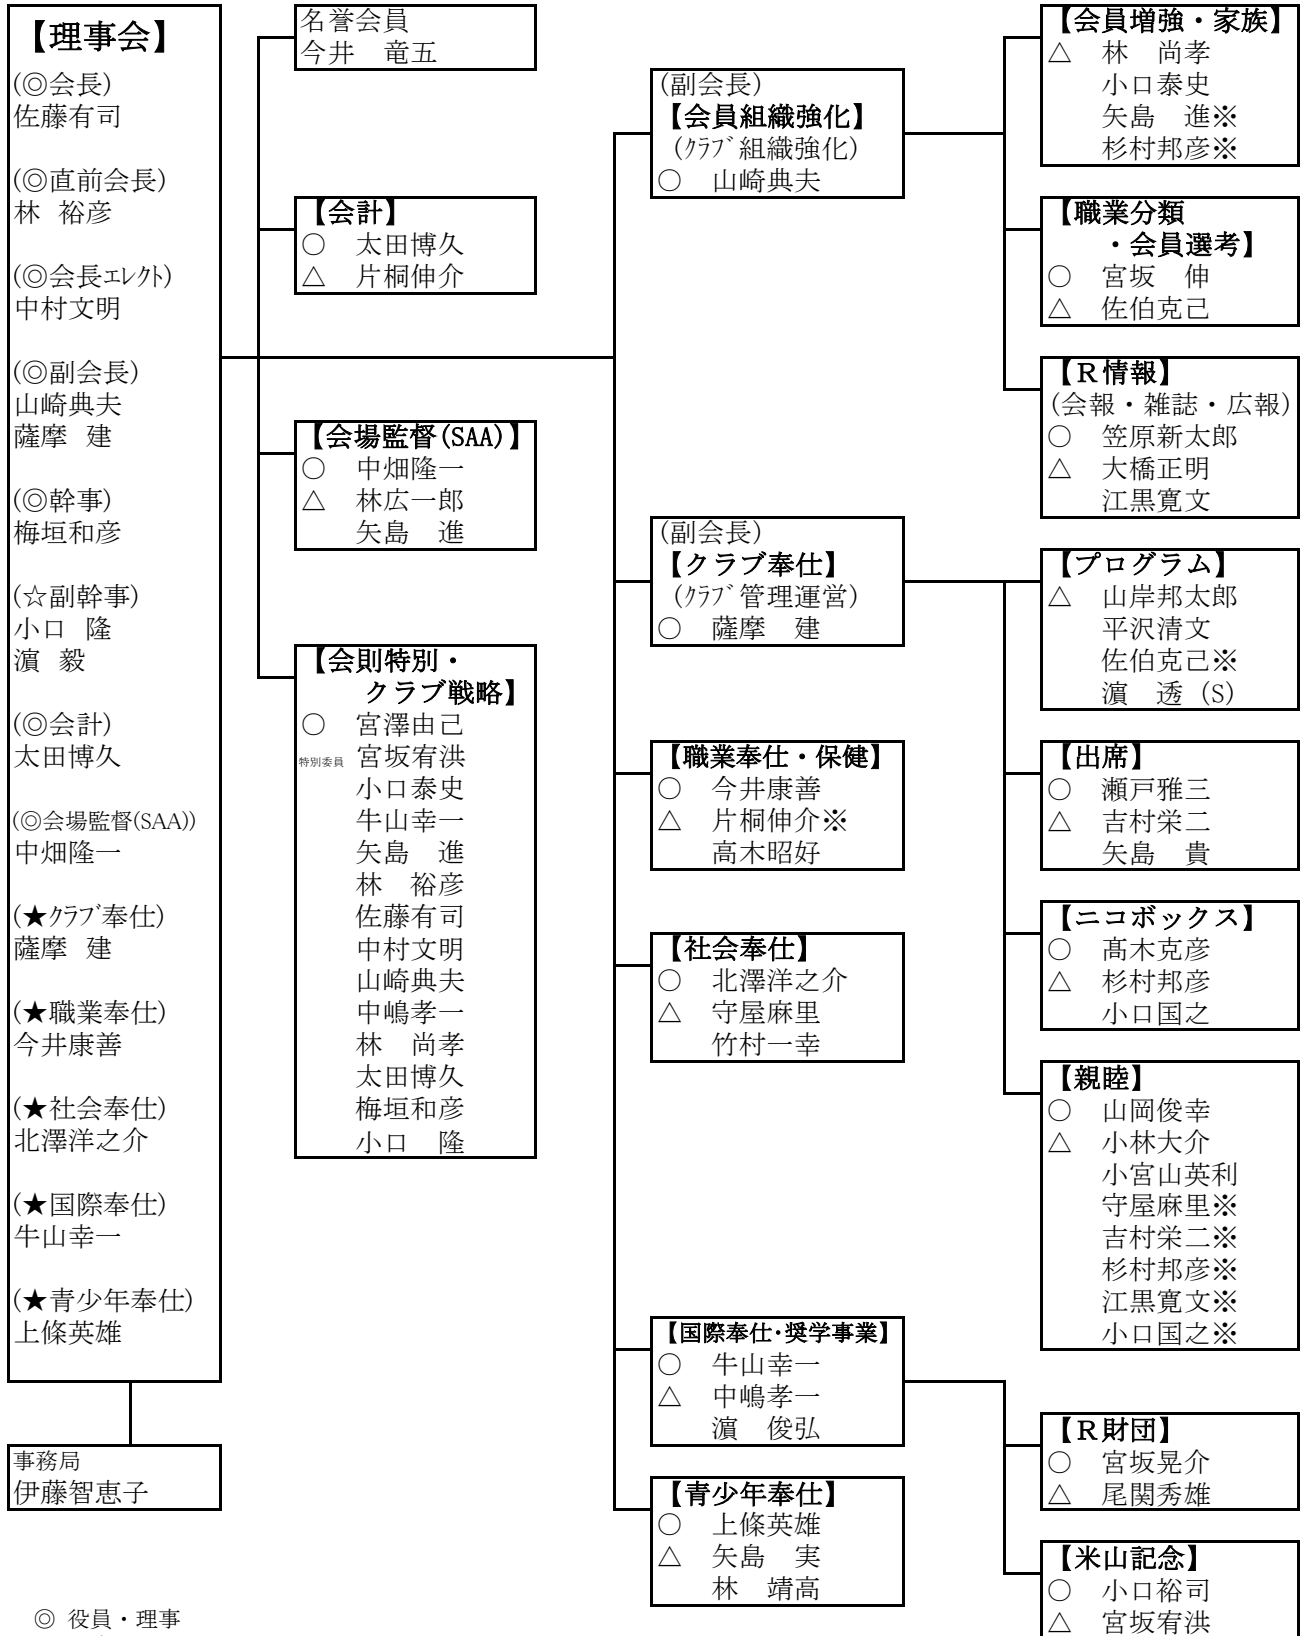 【理事会】
(◎会長)
佐藤有司
(◎直前会長)
林 裕彦
(◎会長ｴﾚｸﾄ)
中村文明
(◎副会長)
山崎典夫
薩摩 建
(◎幹事)
梅垣和彦
(☆副幹事)
小口 隆
濵 毅
(◎会計)
太田博久
(◎会場監督(SAA))
中畑隆一
(★ｸﾗﾌﾞ奉仕)
薩摩 建
(★職業奉仕)
今井康善
(★社会奉仕)
北澤洋之介
(★国際奉仕)
牛山幸一
(★青少年奉仕)
上條英雄
事務局
伊藤智恵子
◎ 役員・理事
名誉会員
今井 竜五
【会計】
○ 太田博久
△ 片桐伸介
【会場監督(SAA)】
○ 中畑隆一
△ 林広一郎
矢島 進
【会則特別・
クラブ戦略】
○ 宮澤由己
特別委員 宮坂宥洪
小口泰史
牛山幸一
矢島 進
林 裕彦
佐藤有司
中村文明
山崎典夫
中嶋孝一
林 尚孝
太田博久
梅垣和彦
小口 隆
(副会長)
【会員組織強化】
(ｸﾗﾌﾞ組織強化)
○ 山崎典夫
(副会長)
【クラブ奉仕】
(ｸﾗﾌﾞ管理運営)
○ 薩摩 建
【職業奉仕・保健】
○ 今井康善
△ 片桐伸介※
高木昭好
【社会奉仕】
○ 北澤洋之介
△ 守屋麻里
竹村一幸
【国際奉仕・奨学事業】
○ 牛山幸一
△ 中嶋孝一
濵 俊弘
【青少年奉仕】
○ 上條英雄
△ 矢島 実
林 靖高
【会員増強・家族】
△ 林 尚孝
小口泰史
矢島 進※
杉村邦彦※
【職業分類
・会員選考】
○ 宮坂 伸
△ 佐伯克己
【Ｒ情報】
(会報・雑誌・広報)
○ 笠原新太郎
△ 大橋正明
江黒寛文
【プログラム】
△ 山岸邦太郎
平沢清文
佐伯克己※
濵 透（S）
【出席】
○ 瀬戸雅三
△ 吉村栄二
矢島 貴
【ニコボックス】
○ 髙木克彦
△ 杉村邦彦
小口国之
【親睦】
○ 山岡俊幸
△ 小林大介
小宮山英利
守屋麻里※
吉村栄二※
杉村邦彦※
江黒寛文※
小口国之※
【Ｒ財団】
○ 宮坂晃介
△ 尾関秀雄
【米山記念】
○ 小口裕司
△ 宮坂宥洪